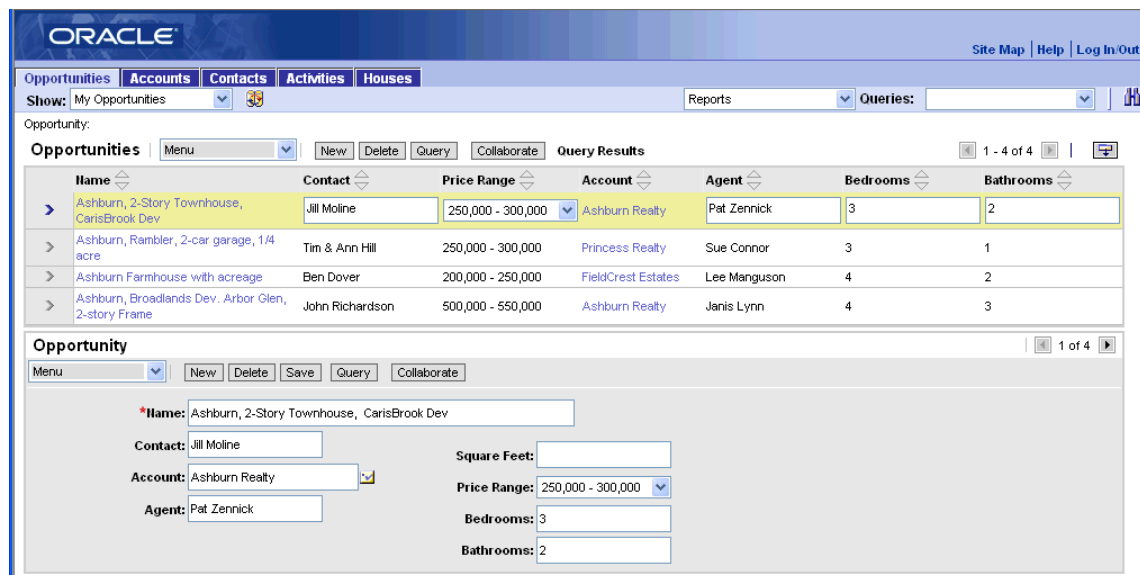 ORACLE
Site Map | Help | Log In/Out
Opportunities Accounts Contacts Activities Houses
Show: My Opportunities Reports Queries:
Opportunity:
Opportunities Menu New Delete Query Collaborate Query Results 1 - 4 of 4
Name Contact Price Range Account Agent Bedrooms Bathrooms
Ashburn, 2-Story Townhouse, CarisBrook Dev Jill Moline 250,000 - 300,000 Ashburn Realty Pat Zennick 3 2
Ashburn, Rambler, 2-car garage, 1/4 acre Tim & Ann Hill 250,000 - 300,000 Princess Realty Sue Connor 3 1
Ashburn Farmhouse with acreage Ben Dover 200,000 - 250,000 FieldCrest Estates Lee Manguson 4 2
Ashburn, Broadlands Dev. Arbor Glen, 2-story Frame John Richardson 500,000 - 550,000 Ashburn Realty Janis Lynn 4 3
Opportunity 1 of 4
Menu New Delete Save Query Collaborate
*Name: Ashburn, 2-Story Townhouse, CarisBrook Dev
Contact: Jill Moline
Square Feet:
Account: Ashburn Realty
Price Range: 250,000 - 300,000
Agent: Pat Zennick
Bedrooms: 3
Bathrooms: 2